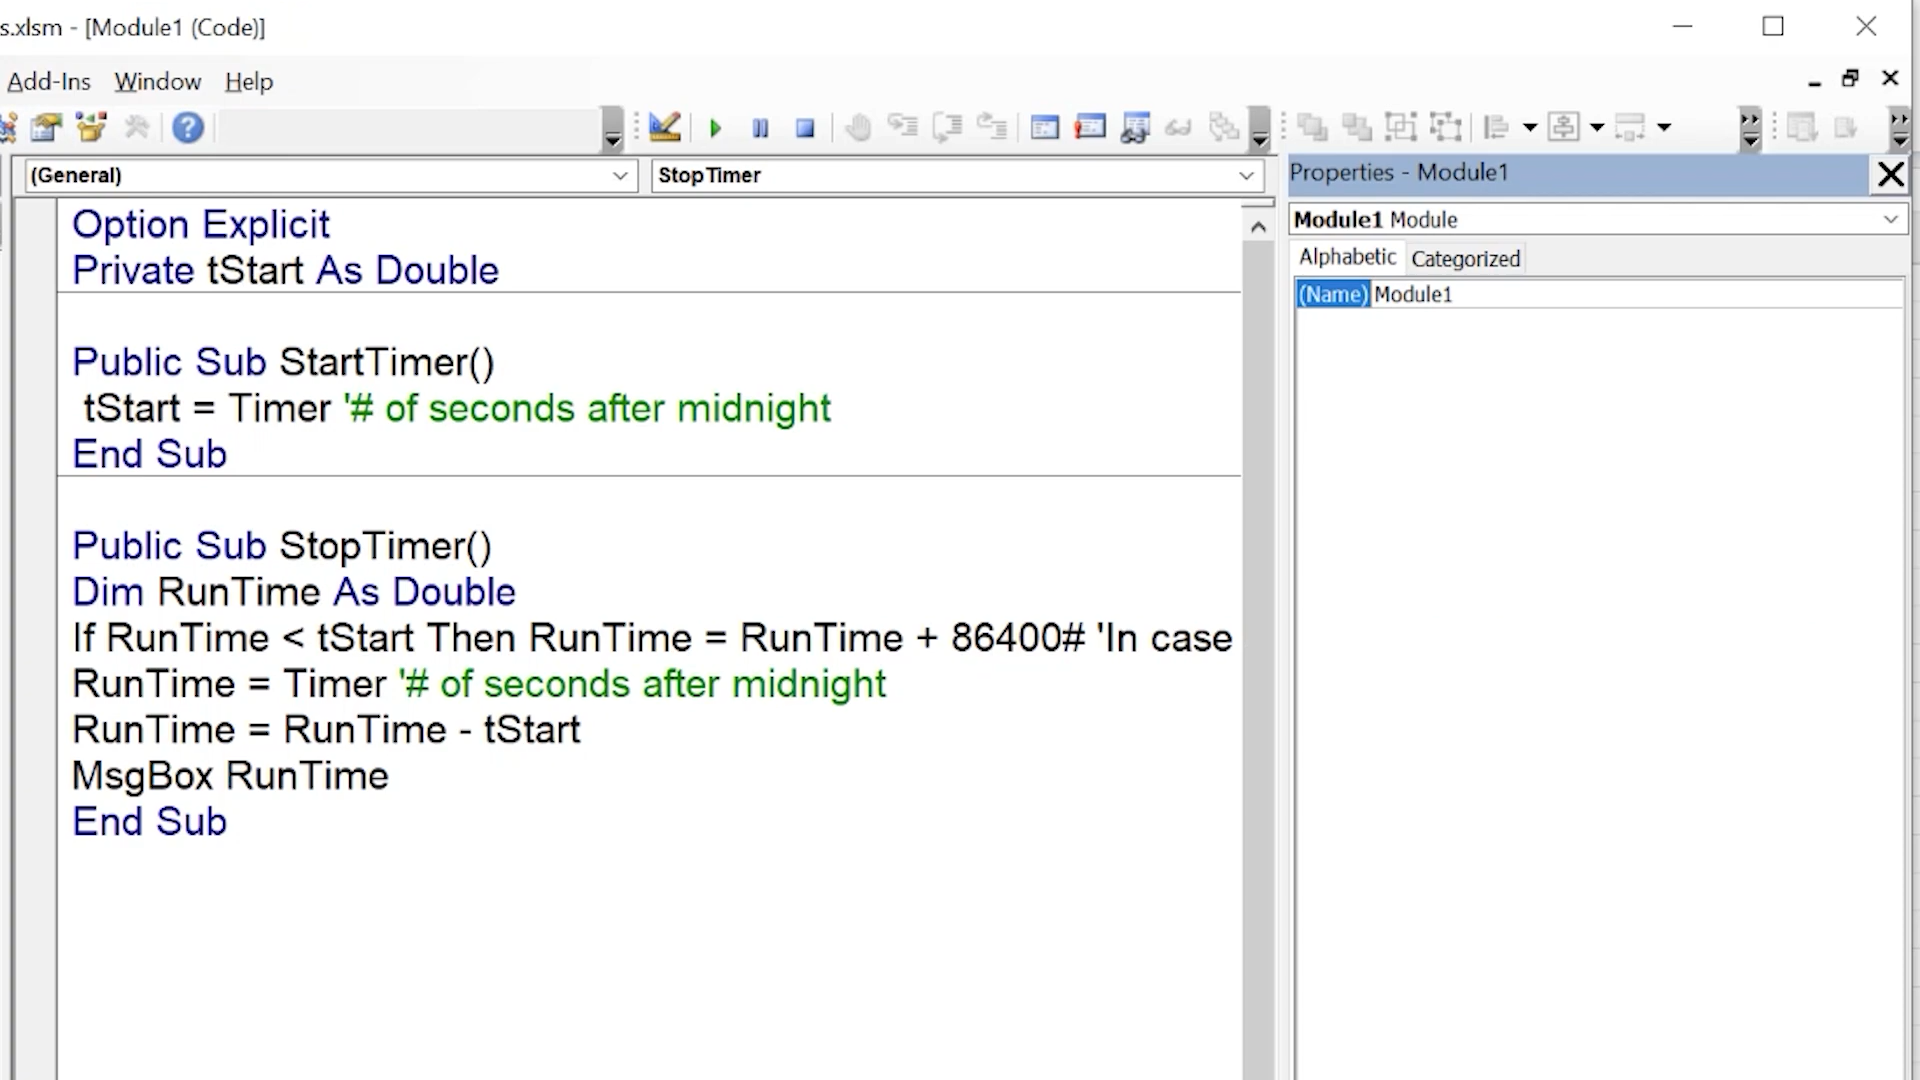 s.xlsm - [Module1 (Code)]
Add-Ins Window Help
(General) StopTimer
Properties - Module1
Module1 Module
Alphabetic Categorized
(Name) Module1
Option Explicit
Private tStart As Double
Public Sub StartTimer()
tStart = Timer '# of seconds after midnight
End Sub
Public Sub StopTimer()
Dim RunTime As Double
If RunTime < tStart Then RunTime = RunTime + 86400# 'In case
RunTime = Timer '# of seconds after midnight
RunTime = RunTime - tStart
MsgBox RunTime
End Sub